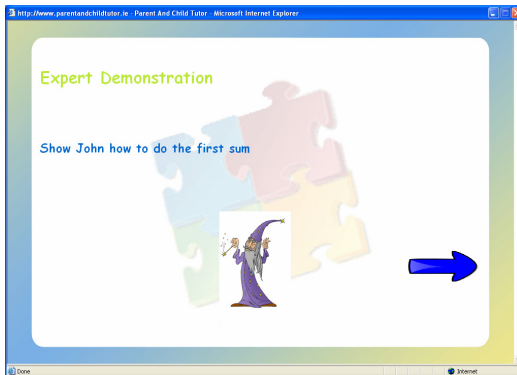 http://www.parentandchildtutor.ie - Parent And Child Tutor - Microsoft Internet Explorer
Expert Demonstration
Show John how to do the first sum
Done
Internet